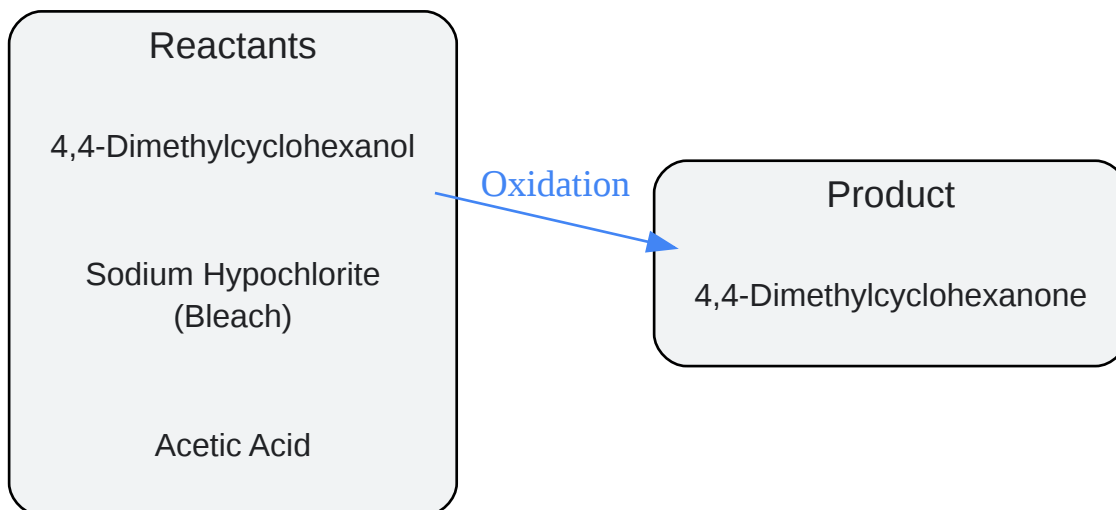 Reactants
4,4-Dimethylcyclohexanol
Sodium Hypochlorite
(Bleach)
Acetic Acid
Oxidation
Product
4,4-Dimethylcyclohexanone